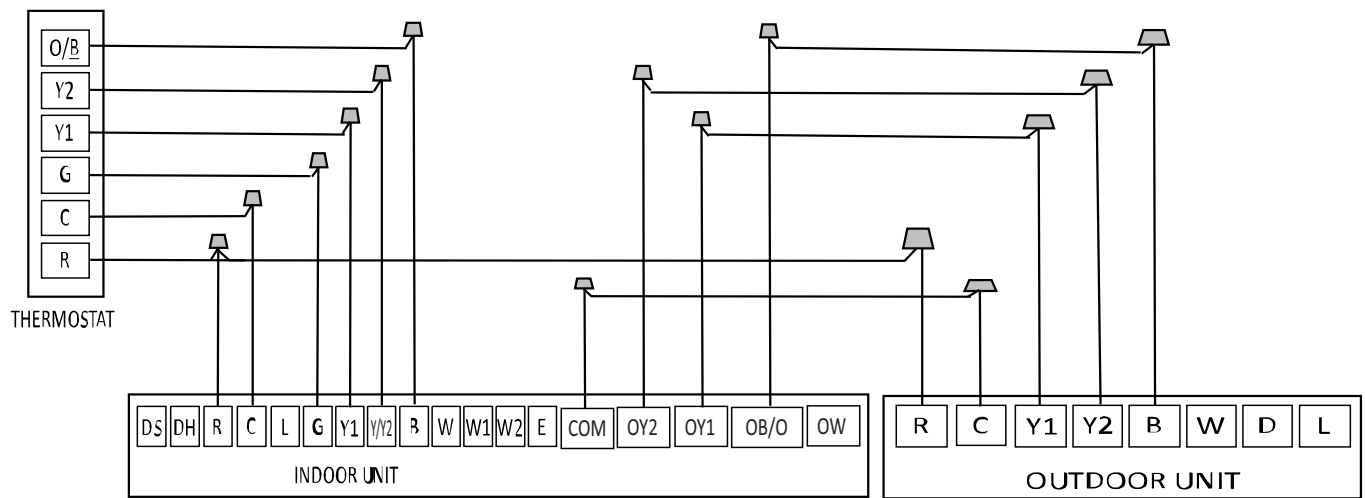 O/B
Y2
Y1
G
C
R
THERMOSTAT
DS DH R C L G Y1 Y/Y2 B W W1 W2 E COM OY2 OY1 OB/O OW
INDOOR UNIT
R C Y1 Y2 B W D L
OUTDOOR UNIT